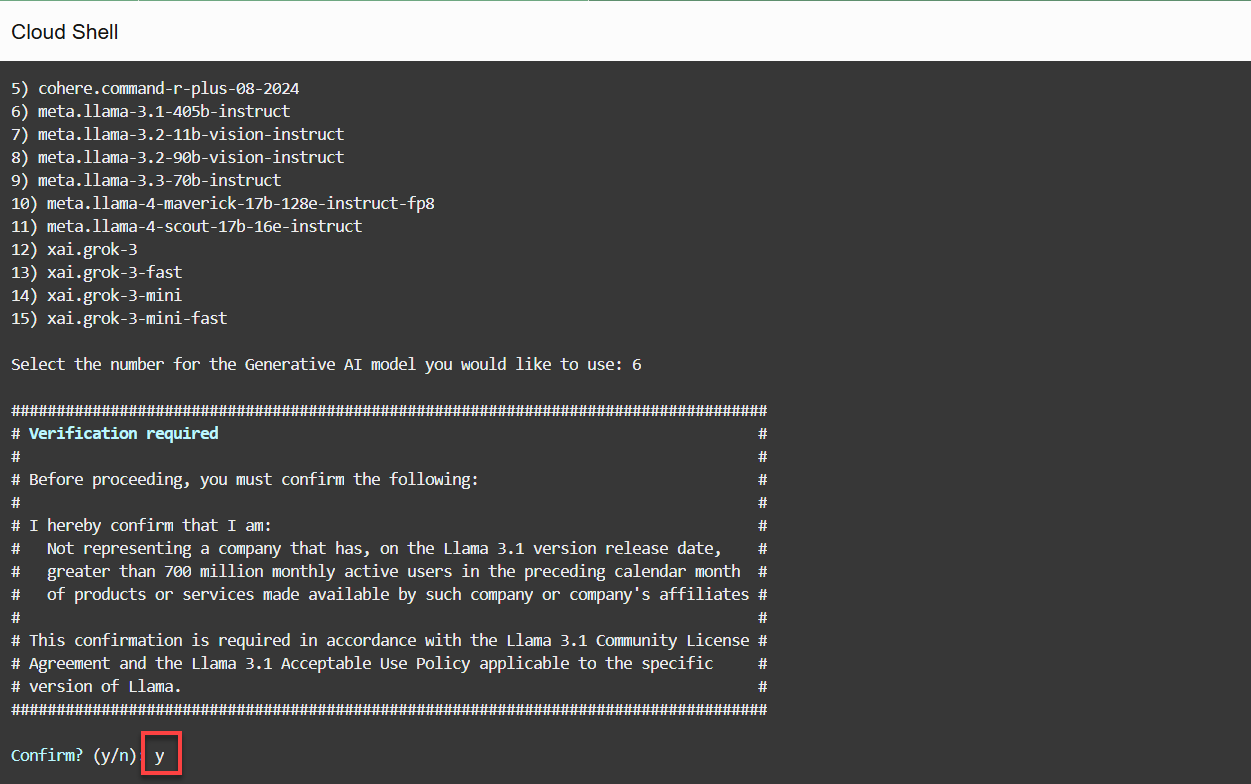 Cloud Shell
5) cohere.command-r-plus-08-2024
6) meta.llama-3.1-405b-instruct
7) meta.llama-3.2-11b-vision-instruct
8) meta.llama-3.2-90b-vision-instruct
9) meta.llama-3.3-70b-instruct
10) meta.llama-4-maverick-17b-128e-instruct-fp8
11) meta.llama-4-scout-17b-16e-instruct
12) xai.grok-3
13) xai.grok-3-fast
14) xai.grok-3-mini
15) xai.grok-3-mini-fast
Select the number for the Generative AI model you would like to use: 6
####################################################################################
# Verification required                                                            #
#                                                                                  #
# Before proceeding, you must confirm the following:                               #
#                                                                                  #
# I hereby confirm that I am:                                                      #
#   Not representing a company that has, on the Llama 3.1 version release date,    #
#   greater than 700 million monthly active users in the preceding calendar month  #
#   of products or services made available by such company or company's affiliates #
#                                                                                  #
# This confirmation is required in accordance with the Llama 3.1 Community License #
# Agreement and the Llama 3.1 Acceptable Use Policy applicable to the specific     #
# version of Llama.                                                                #
####################################################################################
Confirm? (y/n) y